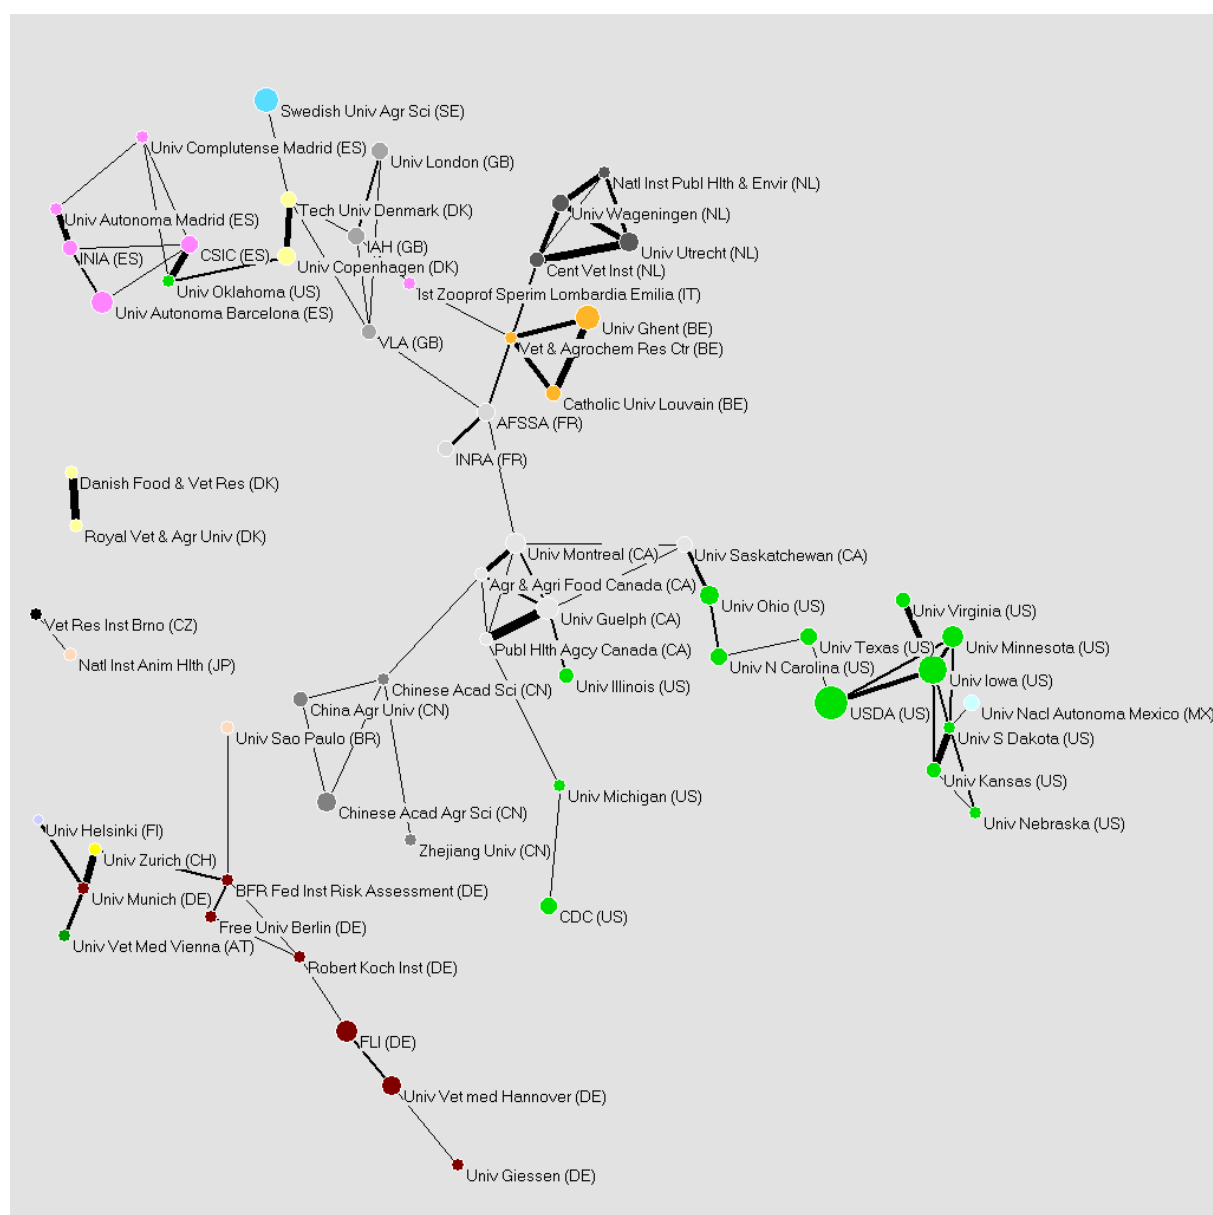 Swedish Univ Agr Sci (SE)
Univ Complutense Madrid (ES)
Univ London (GB)
Natl Inst Publ Hlth & Envir (NL)
Univ Autonoma Madrid (ES)
Tech Univ Denmark (DK)
Univ Wageningen (NL)
IAH (GB)
INIA (ES)
CSIC (ES)
Univ Utrecht (NL)
Univ Copenhagen (DK)
Cent Vet Inst (NL)
Univ Oklahoma (US)
Ist Zooprof Sperim Lombardia Emilia (IT)
Univ Autonoma Barcelona (ES)
Univ Ghent (BE)
VLA (GB)
Vet & Agrochem Res Ctr (BE)
Catholic Univ Louvain (BE)
AFSSA (FR)
INRA (FR)
Danish Food & Vet Res (DK)
Royal Vet & Agr Univ (DK)
Univ Montreal (CA)
Univ Saskatchewan (CA)
Agr & Agri Food Canada (CA)
Univ Ohio (US)
Univ Virginia (US)
Univ Guelph (CA)
Vet Res Inst Brno (CZ)
Univ Texas (US)
Univ Minnesota (US)
Publ Hlth Agcy Canada (CA)
Natl Inst Anim Hlth (JP)
Univ N Carolina (US)
Univ Iowa (US)
Univ Illinois (US)
Chinese Acad Sci (CN)
China Agr Univ (CN)
USDA (US)
Univ Nacl Autonoma Mexico (MX)
Univ Sao Paulo (BR)
Univ S Dakota (US)
Univ Kansas (US)
Univ Michigan (US)
Chinese Acad Agr Sci (CN)
Univ Nebraska (US)
Univ Helsinki (FI)
Zhejiang Univ (CN)
Univ Zurich (CH)
BFR Fed Inst Risk Assessment (DE)
Univ Munich (DE)
CDC (US)
Free Univ Berlin (DE)
Univ Vet Med Vienna (AT)
Robert Koch Inst (DE)
FLI (DE)
Univ Vet med Hannover (DE)
Univ Giessen (DE)